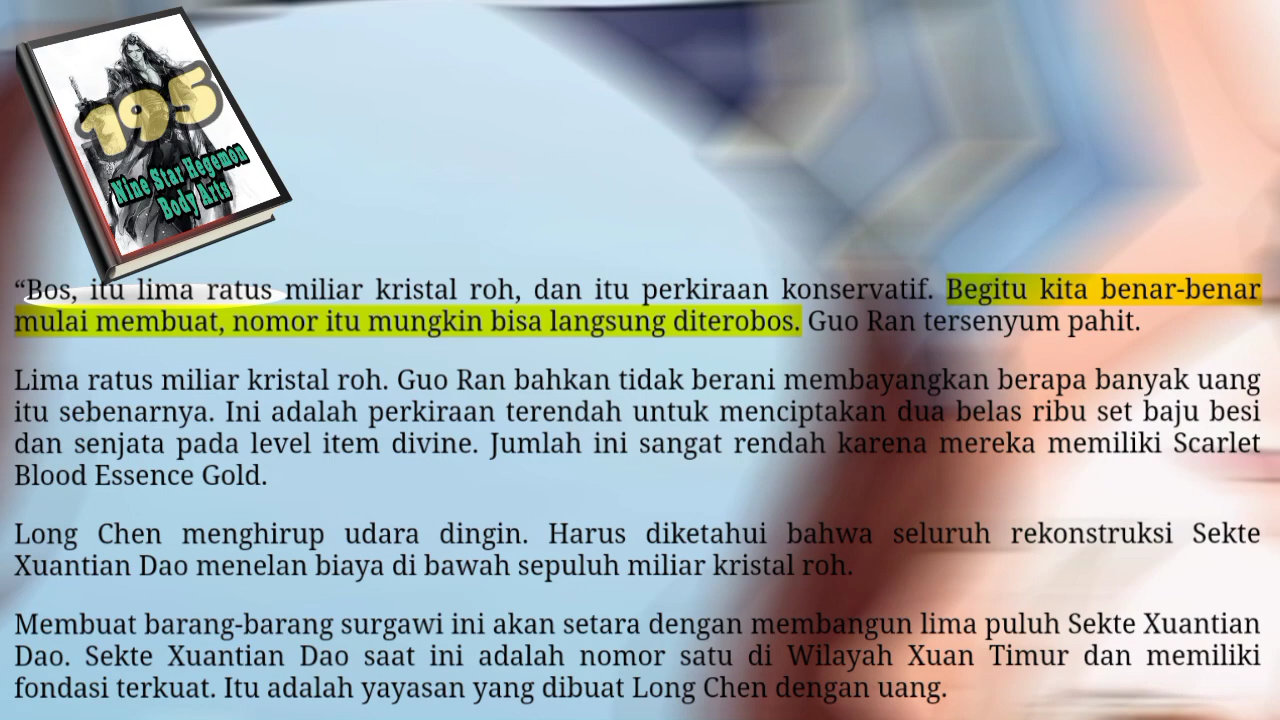 195
Nine Star Hegemon
Body Arts
“Bos, itu lima ratus miliar kristal roh, dan itu perkiraan konservatif. Begitu kita benar-benar
mulai membuat, nomor itu mungkin bisa langsung diterobos. Guo Ran tersenyum pahit.
Lima ratus miliar kristal roh. Guo Ran bahkan tidak berani membayangkan berapa banyak uang
itu sebenarnya. Ini adalah perkiraan terendah untuk menciptakan dua belas ribu set baju besi
dan senjata pada level item divine. Jumlah ini sangat rendah karena mereka memiliki Scarlet
Blood Essence Gold.
Long Chen menghirup udara dingin. Harus diketahui bahwa seluruh rekonstruksi Sekte
Xuantian Dao menelan biaya di bawah sepuluh miliar kristal roh.
Membuat barang-barang surgawi ini akan setara dengan membangun lima puluh Sekte Xuantian
Dao. Sekte Xuantian Dao saat ini adalah nomor satu di Wilayah Xuan Timur dan memiliki
fondasi terkuat. Itu adalah yayasan yang dibuat Long Chen dengan uang.